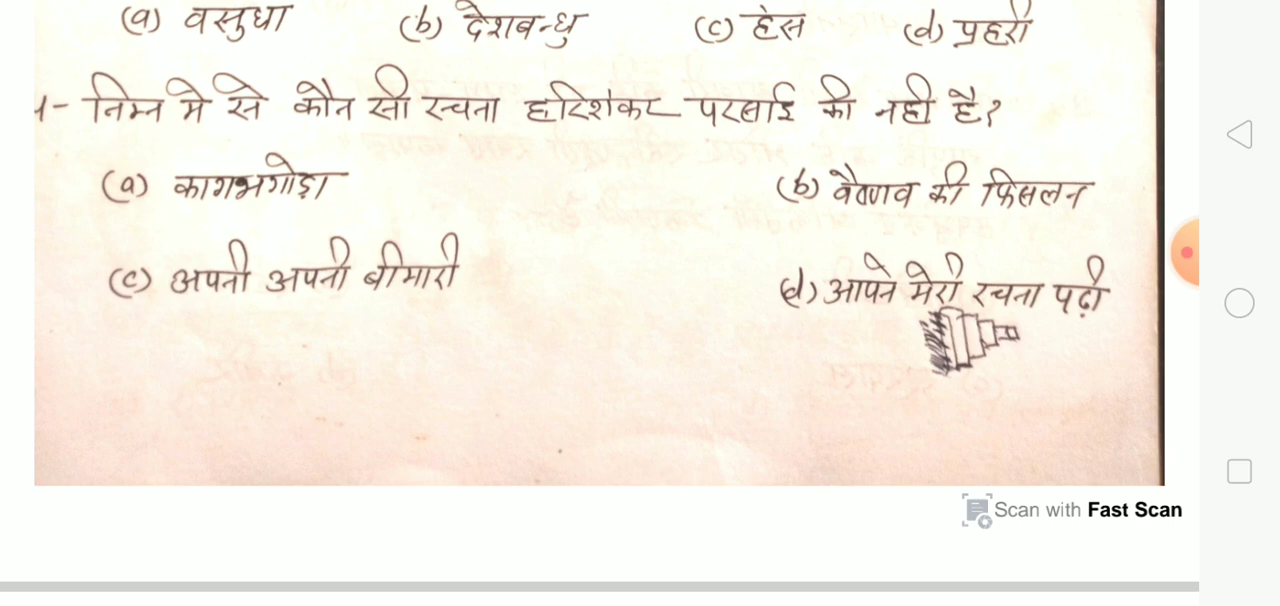 (a) वसुधा (b) देशबन्धु (c) हंस (d) प्रहरी
1- निम्न मे से कौन सी रचना हरिशंकर परसाई की नही है?
(a) कागभगोड़ा (b) वैष्णव की फिसलन
(c) अपनी अपनी बीमारी (d) आपने मेरी रचना पढ़ी
Scan with Fast Scan